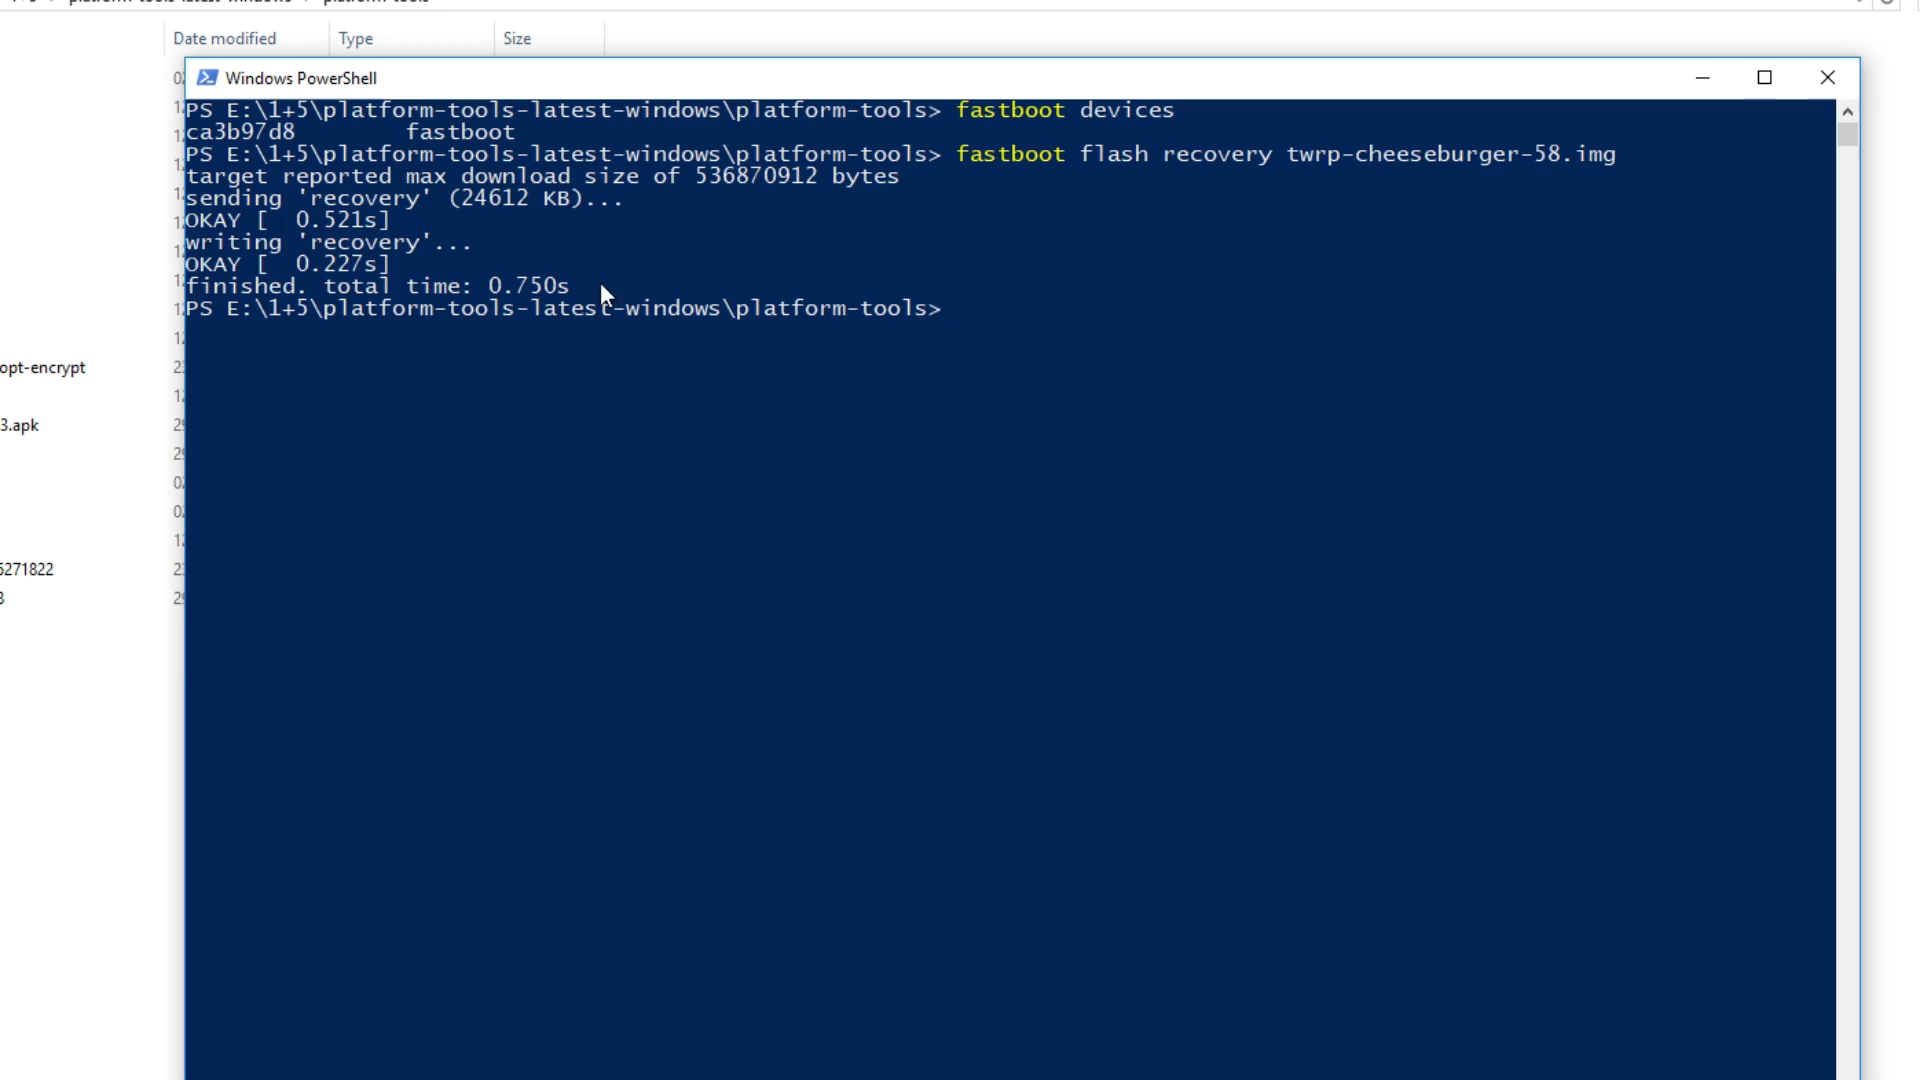 Date modified Type Size
Windows PowerShell
PS E:\1+5\platform-tools-latest-windows\platform-tools> fastboot devices
ca3b97d8 fastboot
PS E:\1+5\platform-tools-latest-windows\platform-tools> fastboot flash recovery twrp-cheeseburger-58.img
target reported max download size of 536870912 bytes
sending 'recovery' (24612 KB)...
OKAY [ 0.521s]
writing 'recovery'...
OKAY [ 0.227s]
finished. total time: 0.750s
PS E:\1+5\platform-tools-latest-windows\platform-tools>
opt-encrypt
3.apk
5271822